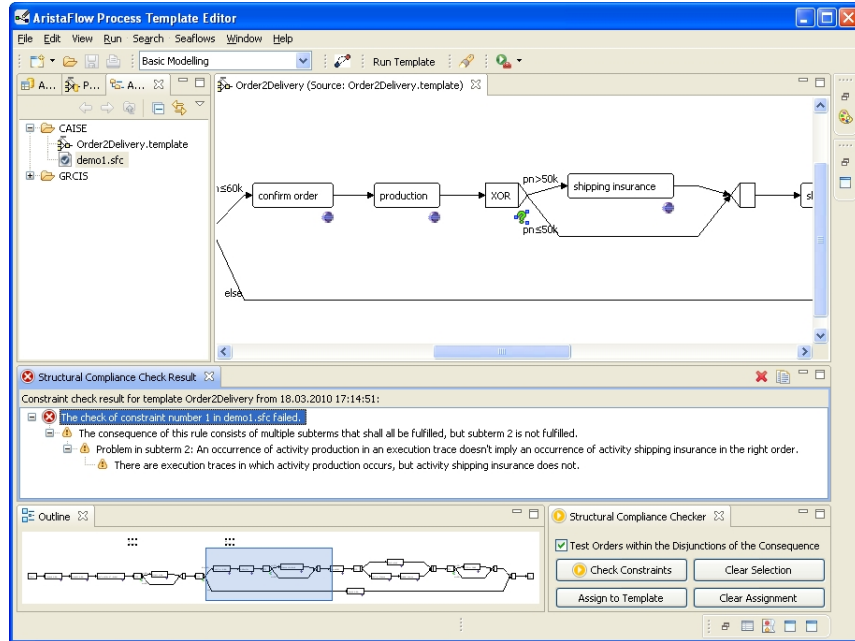 AristaFlow Process Template Editor
File Edit View Run Search Seaflows Window Help
Basic Modelling Run Template
A... P... A... Order2Delivery (Source: Order2Delivery.template)
CAISE
Order2Delivery.template
demo1.sfc
GRCIS
≤60k
confirm order
production
XOR
pn>50k
shipping insurance
pn≤50k
else
Structural Compliance Check Result
Constraint check result for template Order2Delivery from 18.03.2010 17:14:51:
The check of constraint number 1 in demo1.sfc failed.
The consequence of this rule consists of multiple subterms that shall all be fulfilled, but subterm 2 is not fulfilled.
Problem in subterm 2: An occurrence of activity production in an execution trace doesn't imply an occurrence of activity shipping insurance in the right order.
There are execution traces in which activity production occurs, but activity shipping insurance does not.
Outline
Structural Compliance Checker
Test Orders within the Disjunctions of the Consequence
Check Constraints Clear Selection
Assign to Template Clear Assignment